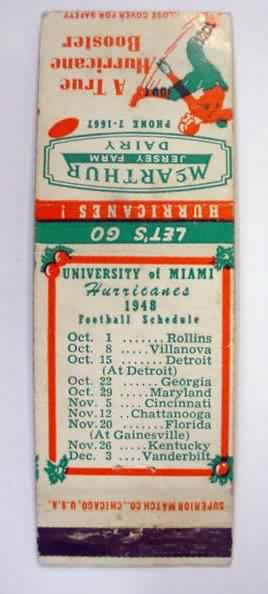 LET'S GO
HURRICANES!
McARTHUR
JERSEY FARM
DAIRY
PHONE 7-1667
A True
Hurricane
Booster
CLOSE COVER FOR SAFETY
UNIVERSITY of MIAMI
Hurricanes
1948
Football Schedule
Oct. 1 .......Rollins
Oct. 8 .....Villanova
Oct. 15 .......Detroit
(At Detroit)
Oct. 22 ......Georgia
Oct. 29 .....Maryland
Nov. 5 ....Cincinnati
Nov. 12 ..Chattanooga
Nov. 20 .......Florida
(At Gainesville)
Nov. 26 .....Kentucky
Dec. 3 ....Vanderbilt
SUPERIOR MATCH CO., CHICAGO, U.S.A.